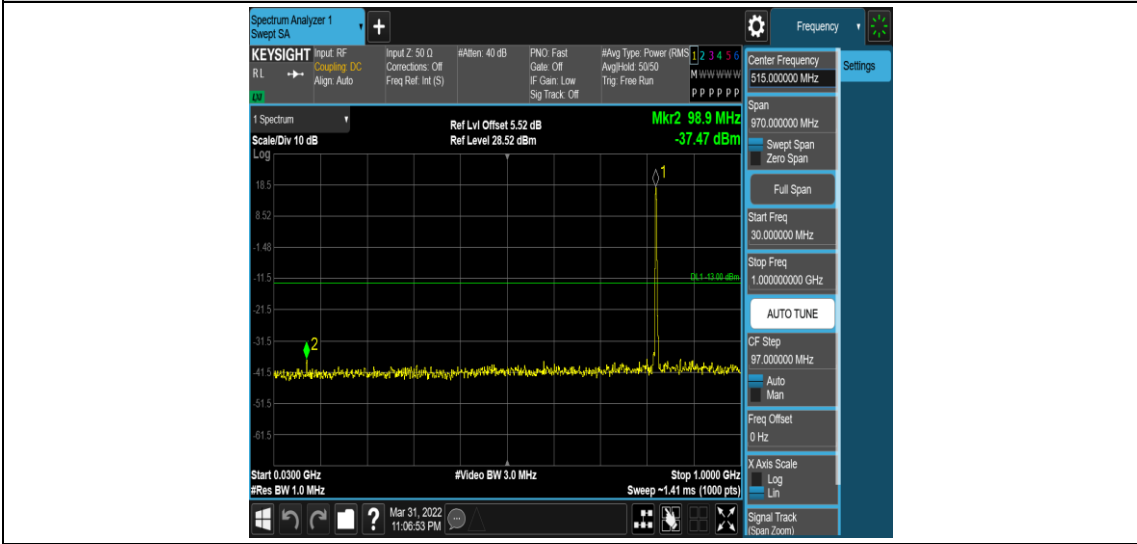 Spectrum Analyzer 1
Swept SA
+
Frequency
KEYSIGHT
RL
Input: RF
Coupling: DC
Align: Auto
Input Z: 50 Ω
Corrections: Off
Freq Ref: Int (S)
#Atten: 40 dB
PNO: Fast
Gate: Off
IF Gain: Low
Sig Track: Off
#Avg Type: Power (RMS
Avg|Hold: 50/50
Trig: Free Run
1 2 3 4 5 6
M W W W W W
P P P P P P
1 Spectrum
Scale/Div 10 dB
Log
Ref Lvl Offset 5.52 dB
Ref Level 28.52 dBm
Mkr2 98.9 MHz
-37.47 dBm
1
18.5
8.52
-1.48
-11.5
DL1 -13.00 dBm
-21.5
-31.5
2
-41.5
-51.5
-61.5
Start 0.0300 GHz
#Res BW 1.0 MHz
#Video BW 3.0 MHz
Stop 1.0000 GHz
Sweep ~1.41 ms (1000 pts)
?
Mar 31, 2022
11:06:53 PM
Center Frequency
515.000000 MHz
Settings
Span
970.000000 MHz
Swept Span
Zero Span
Full Span
Start Freq
30.000000 MHz
Stop Freq
1.000000000 GHz
AUTO TUNE
CF Step
97.000000 MHz
Auto
Man
Freq Offset
0 Hz
X Axis Scale
Log
Lin
Signal Track
(Span Zoom)